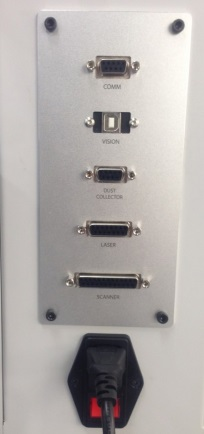 COMM
VISION
DUST
COLLECTOR
LASER
SCANNER